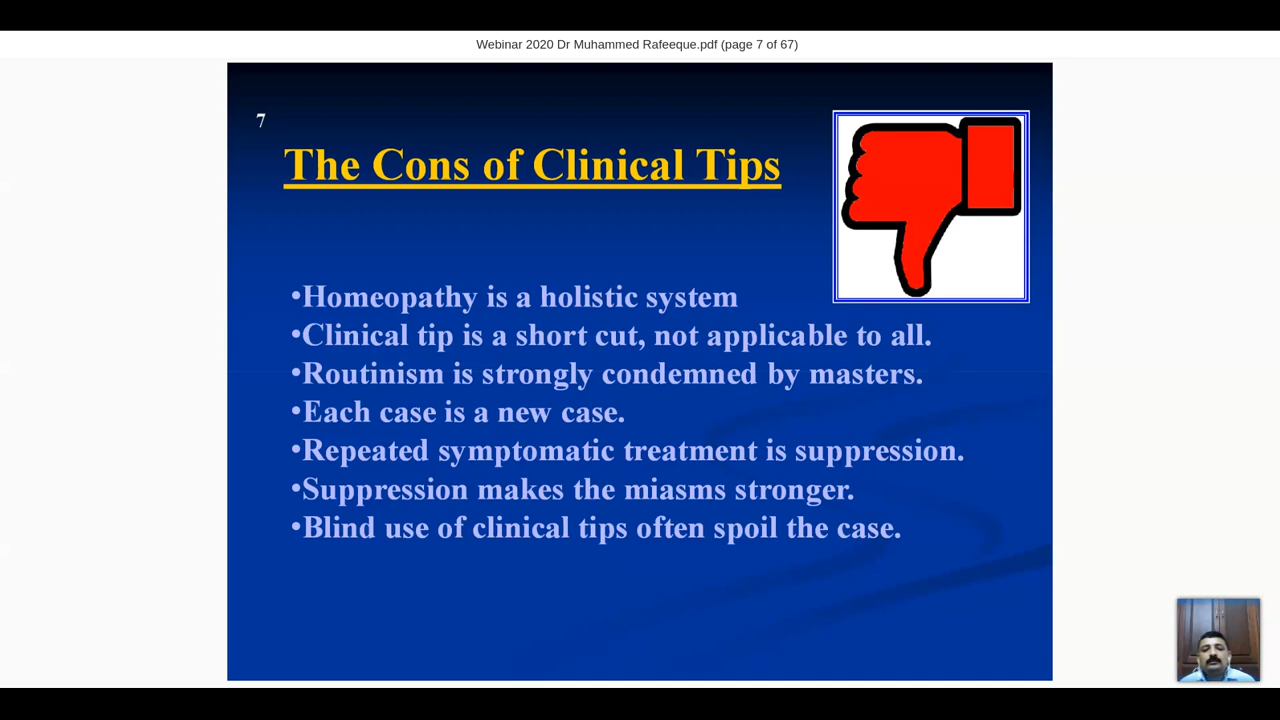 Webinar 2020 Dr Muhammed Rafeeque.pdf (page 7 of 67)
7
The Cons of Clinical Tips
•Homeopathy is a holistic system
•Clinical tip is a short cut, not applicable to all.
•Routinism is strongly condemned by masters.
•Each case is a new case.
•Repeated symptomatic treatment is suppression.
•Suppression makes the miasms stronger.
•Blind use of clinical tips often spoil the case.